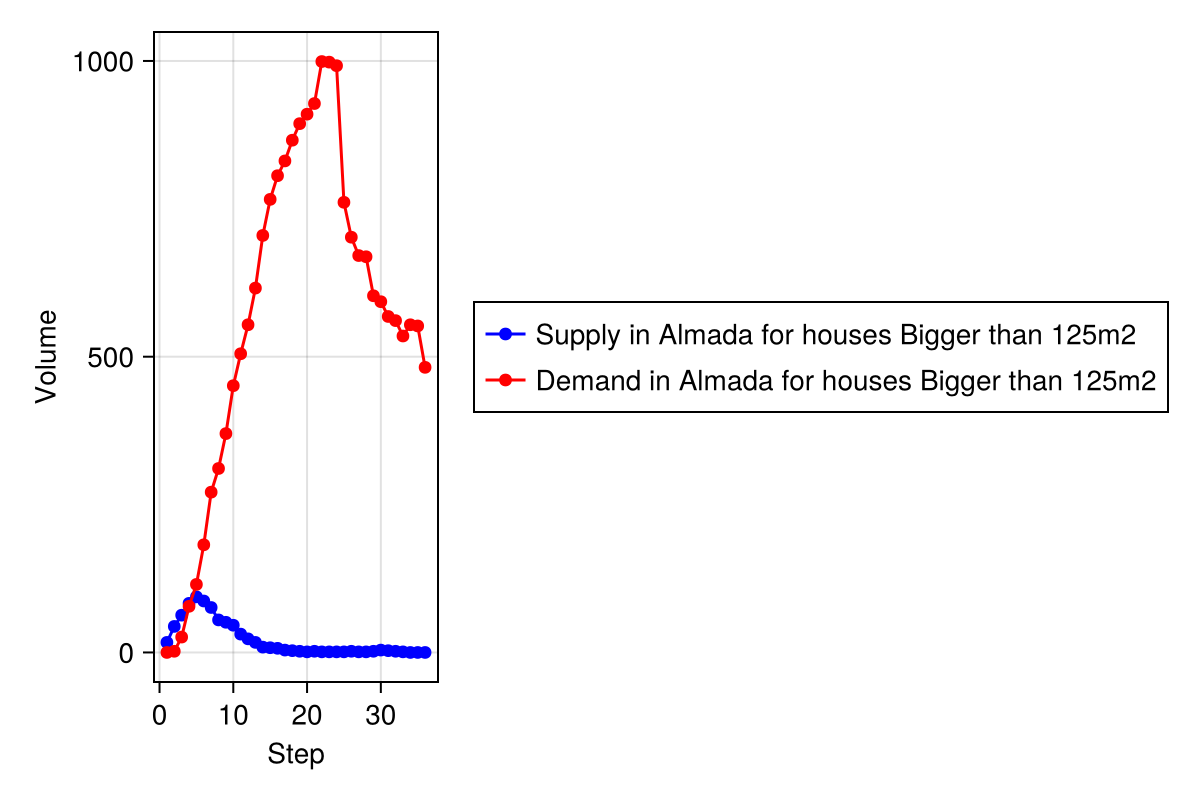 1000
500
0
Volume
0 10 20 30
Step
Supply in Almada for houses Bigger than 125m2
Demand in Almada for houses Bigger than 125m2